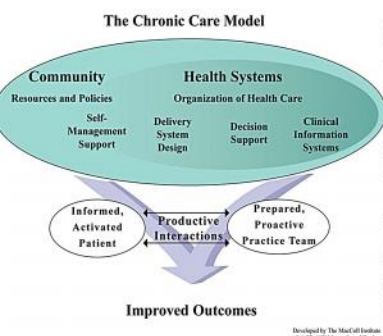 The Chronic Care Model
Community
Resources and Policies
Health Systems
Organization of Health Care
Self-
Management
Support
Delivery
System
Design
Decision
Support
Clinical
Information
Systems
Informed,
Activated
Patient
Productive
Interactions
Prepared,
Proactive
Practice Team
Improved Outcomes
Developed by The MacColl Institute